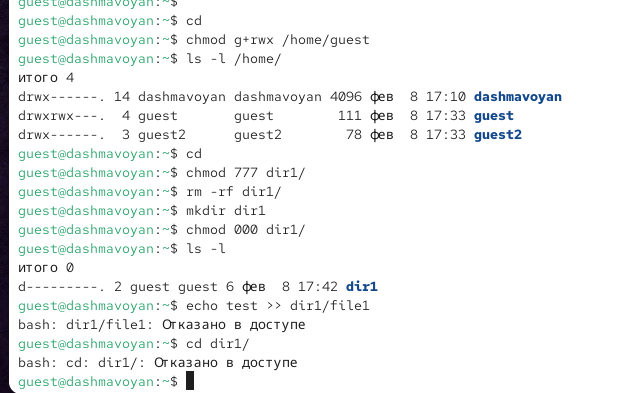 guest@dashmavoyan:~$
guest@dashmavoyan:~$ cd
guest@dashmavoyan:~$ chmod g+rwx /home/guest
guest@dashmavoyan:~$ ls -l /home/
итого 4
drwx------. 14 dashmavoyan dashmavoyan 4096 фев  8 17:10 dashmavoyan
drwxrwx---.  4 guest       guest        111 фев  8 17:33 guest
drwx------.  3 guest2      guest2        78 фев  8 17:33 guest2
guest@dashmavoyan:~$ cd
guest@dashmavoyan:~$ chmod 777 dir1/
guest@dashmavoyan:~$ rm -rf dir1/
guest@dashmavoyan:~$ mkdir dir1
guest@dashmavoyan:~$ chmod 000 dir1/
guest@dashmavoyan:~$ ls -l
итого 0
d---------. 2 guest guest 6 фев  8 17:42 dir1
guest@dashmavoyan:~$ echo test >> dir1/file1
bash: dir1/file1: Отказано в доступе
guest@dashmavoyan:~$ cd dir1/
bash: cd: dir1/: Отказано в доступе
guest@dashmavoyan:~$